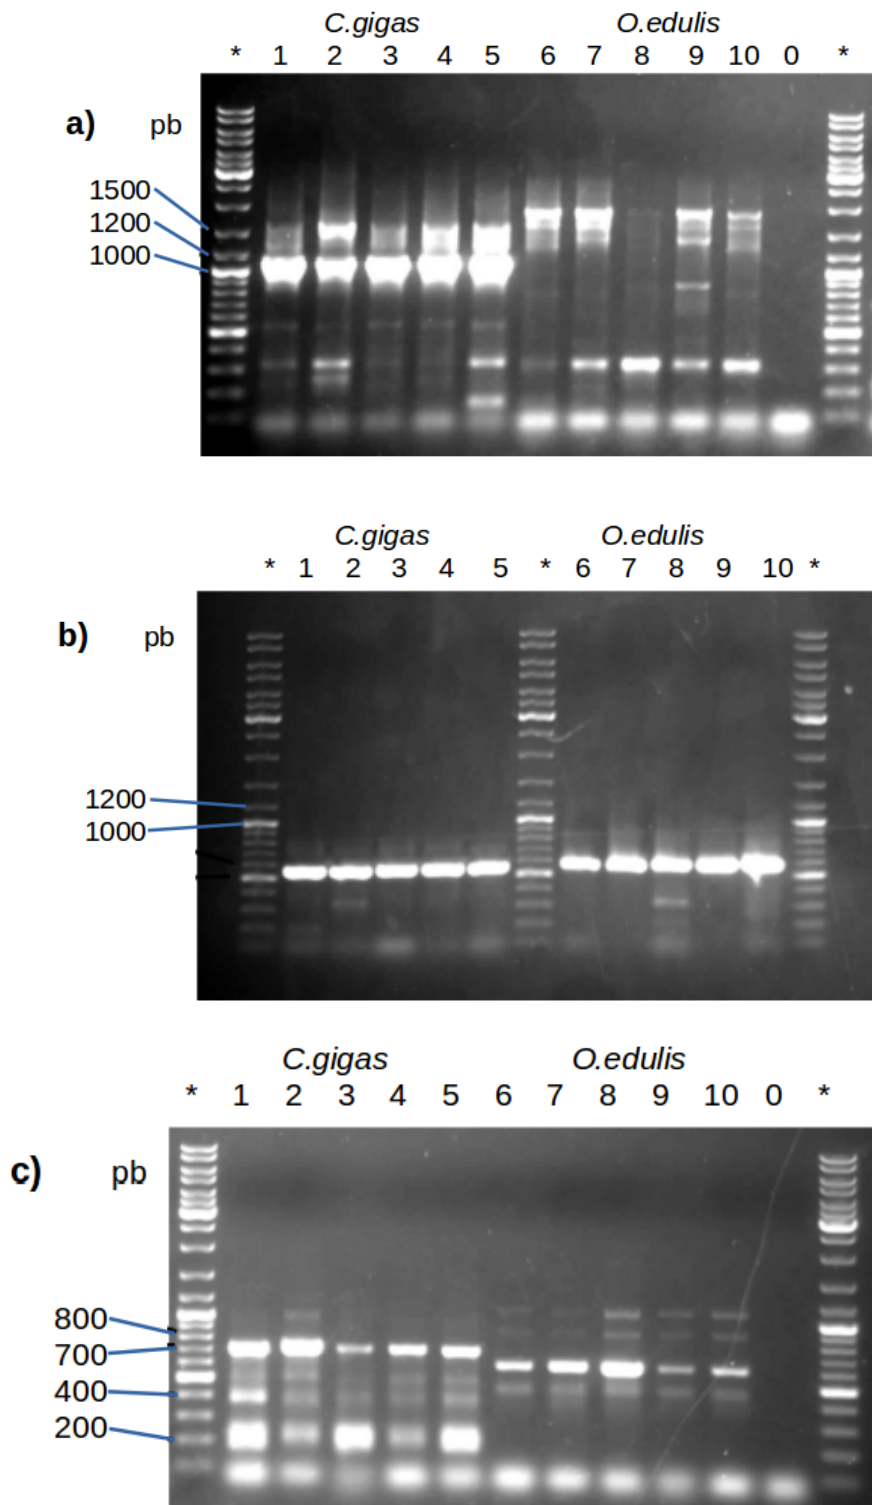 C.gigas O.edulis
* 1 2 3 4 5 6 7 8 9 10 0 *
a) pb
1500
1200
1000
C.gigas O.edulis
* 1 2 3 4 5 * 6 7 8 9 10 *
b) pb
1200
1000
C.gigas O.edulis
* 1 2 3 4 5 6 7 8 9 10 0 *
c) pb
800
700
400
200